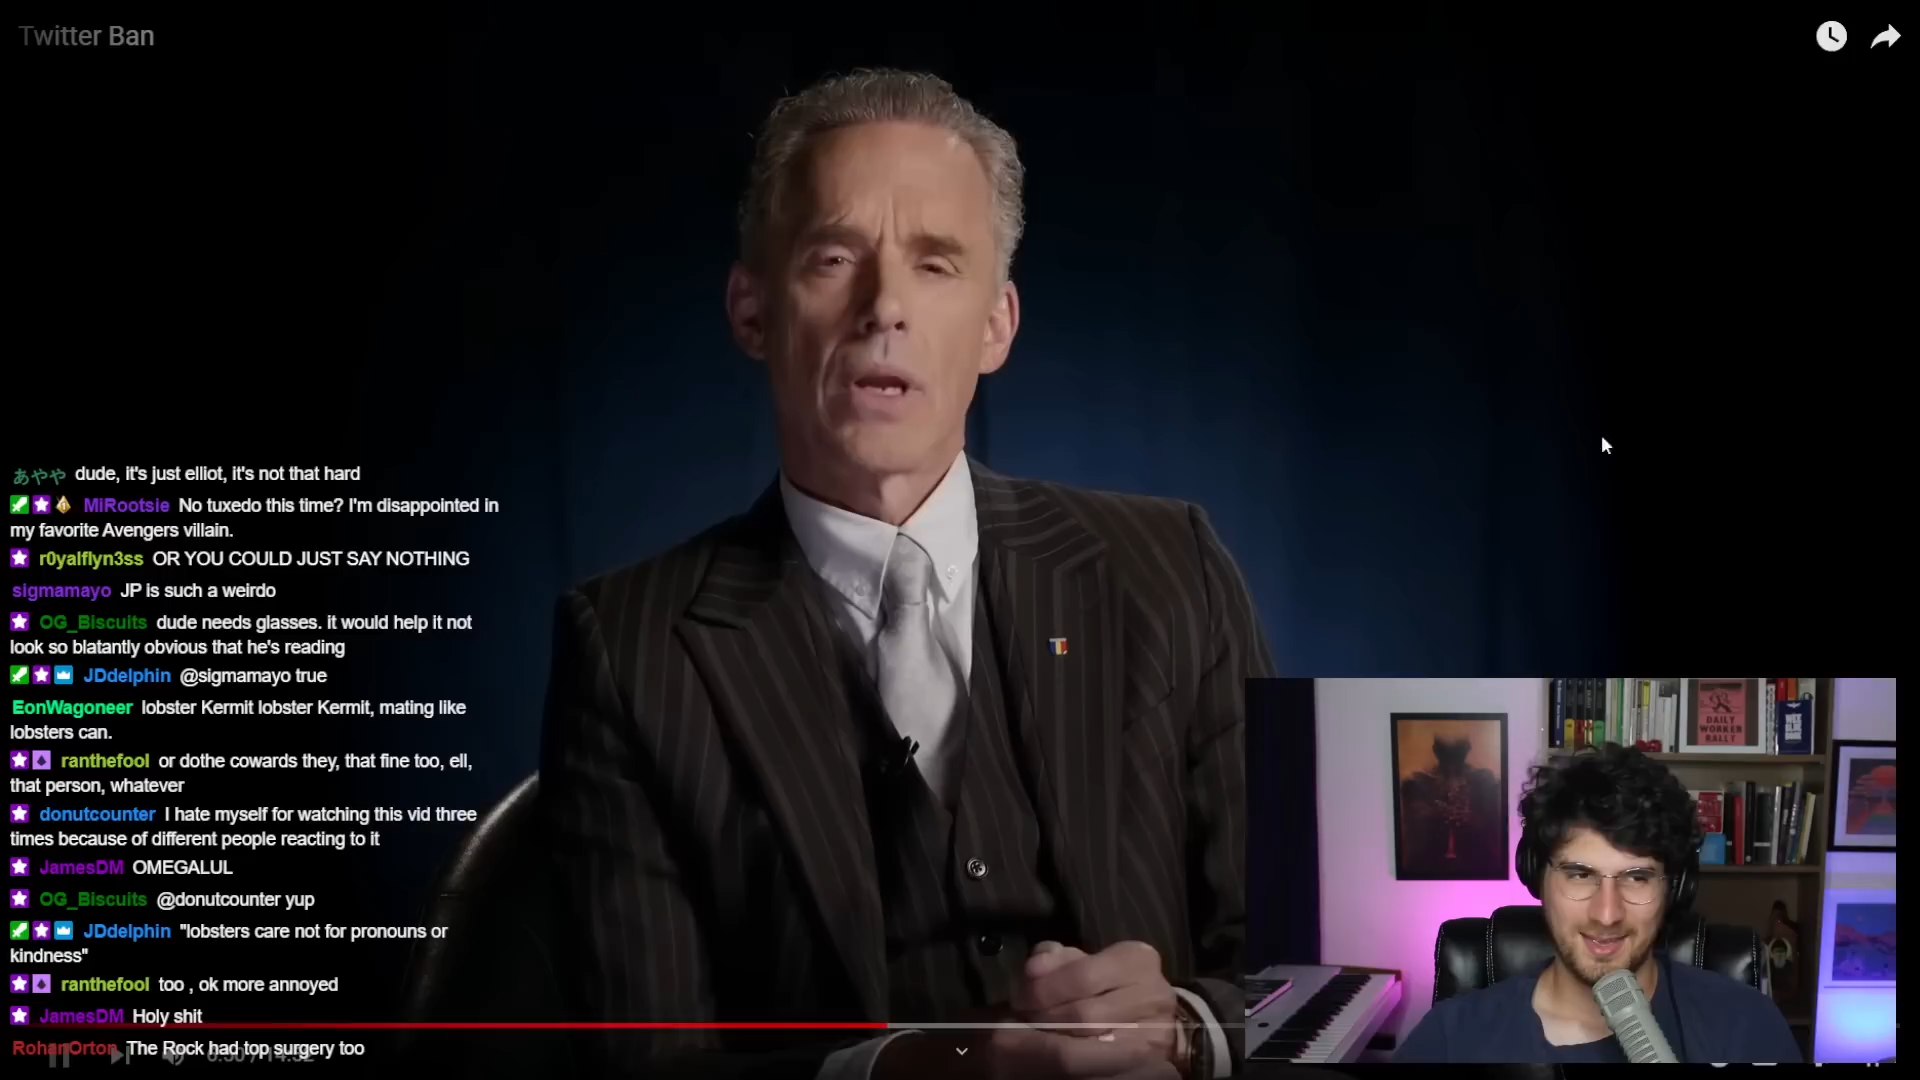 Twitter Ban
あやや dude, it's just elliot, it's not that hard
MiRootsie No tuxedo this time? I'm disappointed in
my favorite Avengers villain.
r0yalflyn3ss OR YOU COULD JUST SAY NOTHING
sigmamayo JP is such a weirdo
OG_Biscuits dude needs glasses. it would help it not
look so blatantly obvious that he's reading
JDdelphin @sigmamayo true
EonWagoneer lobster Kermit lobster Kermit, mating like
lobsters can.
ranthefool or dothe cowards they, that fine too, ell,
that person, whatever
donutcounter I hate myself for watching this vid three
times because of different people reacting to it
JamesDM OMEGALUL
OG_Biscuits @donutcounter yup
JDdelphin "lobsters care not for pronouns or
kindness"
ranthefool too , ok more annoyed
JamesDM Holy shit
RohanOrton The Rock had top surgery too
DAILY
WORKER
RALLY